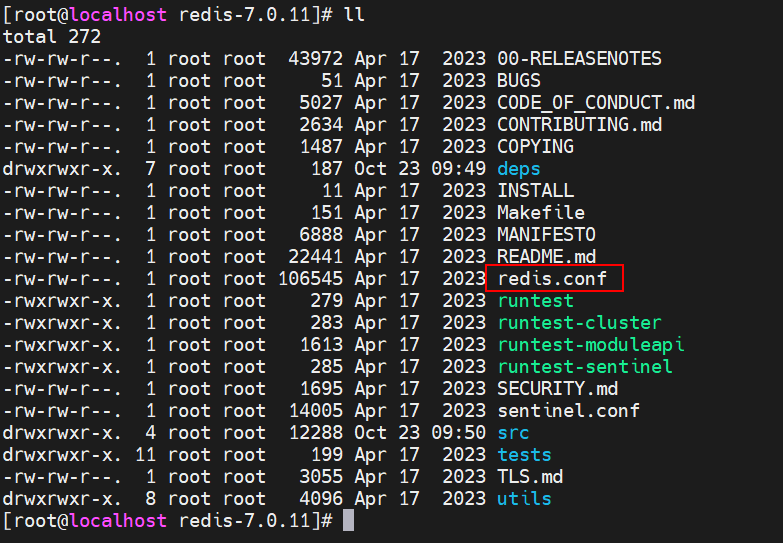 [root@localhost redis-7.0.11]# ll
total 272
-rw-rw-r--.  1 root root  43972 Apr 17  2023 00-RELEASENOTES
-rw-rw-r--.  1 root root     51 Apr 17  2023 BUGS
-rw-rw-r--.  1 root root   5027 Apr 17  2023 CODE_OF_CONDUCT.md
-rw-rw-r--.  1 root root   2634 Apr 17  2023 CONTRIBUTING.md
-rw-rw-r--.  1 root root   1487 Apr 17  2023 COPYING
drwxrwxr-x.  7 root root    187 Oct 23 09:49 deps
-rw-rw-r--.  1 root root     11 Apr 17  2023 INSTALL
-rw-rw-r--.  1 root root    151 Apr 17  2023 Makefile
-rw-rw-r--.  1 root root   6888 Apr 17  2023 MANIFESTO
-rw-rw-r--.  1 root root  22441 Apr 17  2023 README.md
-rw-rw-r--.  1 root root 106545 Apr 17  2023 redis.conf
-rwxrwxr-x.  1 root root    279 Apr 17  2023 runtest
-rwxrwxr-x.  1 root root    283 Apr 17  2023 runtest-cluster
-rwxrwxr-x.  1 root root   1613 Apr 17  2023 runtest-moduleapi
-rwxrwxr-x.  1 root root    285 Apr 17  2023 runtest-sentinel
-rw-rw-r--.  1 root root   1695 Apr 17  2023 SECURITY.md
-rw-rw-r--.  1 root root  14005 Apr 17  2023 sentinel.conf
drwxrwxr-x.  4 root root  12288 Oct 23 09:50 src
drwxrwxr-x. 11 root root    199 Apr 17  2023 tests
-rw-rw-r--.  1 root root   3055 Apr 17  2023 TLS.md
drwxrwxr-x.  8 root root   4096 Apr 17  2023 utils
[root@localhost redis-7.0.11]#